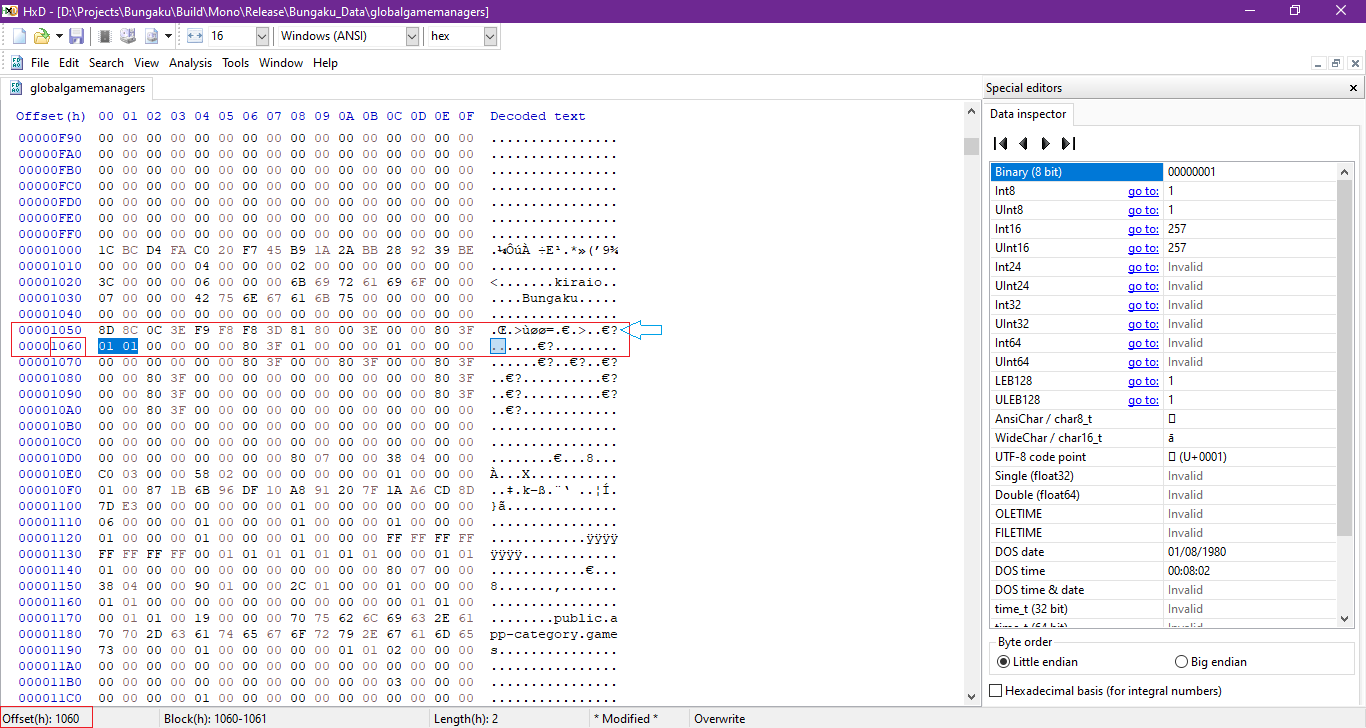 HxD - [D:\Projects\Bungaku\Build\Mono\Release\Bungaku_Data\globalgamemanagers]
16 Windows (ANSI) hex
File Edit Search View Analysis Tools Window Help
globalgamemanagers
Offset(h) 00 01 02 03 04 05 06 07 08 09 0A 0B 0C 0D 0E 0F Decoded text
00000F90 00 00 00 00 00 00 00 00 00 00 00 00 00 00 00 00 ................
00000FA0 00 00 00 00 00 00 00 00 00 00 00 00 00 00 00 00 ................
00000FB0 00 00 00 00 00 00 00 00 00 00 00 00 00 00 00 00 ................
00000FC0 00 00 00 00 00 00 00 00 00 00 00 00 00 00 00 00 ................
00000FD0 00 00 00 00 00 00 00 00 00 00 00 00 00 00 00 00 ................
00000FE0 00 00 00 00 00 00 00 00 00 00 00 00 00 00 00 00 ................
00000FF0 00 00 00 00 00 00 00 00 00 00 00 00 00 00 00 00 ................
00001000 1C BC D4 FA C0 20 F7 45 B9 1A 2A BB 28 92 39 BE .¼ÔúÀ ÷E¹.*»(’9¾
00001010 00 00 00 00 04 00 00 00 02 00 00 00 00 00 00 00 ................
00001020 3C 00 00 00 06 00 00 00 6B 69 72 61 69 6F 00 00 <.......kiraio..
00001030 07 00 00 00 42 75 6E 67 61 6B 75 00 00 00 00 00 ....Bungaku.....
00001040 00 00 00 00 00 00 00 00 00 00 00 00 00 00 00 00 ................
00001050 8D 8C 0C 3E F9 F8 F8 3D 81 80 00 3E 00 00 80 3F .Œ.>ùøø=.€.>..€?
00001060 01 01 00 00 00 00 80 3F 01 00 00 00 01 00 00 00 ......€?........
00001070 00 00 00 00 00 00 80 3F 00 00 80 3F 00 00 80 3F ......€?..€?..€?
00001080 00 00 80 3F 00 00 00 00 00 00 00 00 00 00 80 3F ..€?..........€?
00001090 00 00 80 3F 00 00 00 00 00 00 00 00 00 00 80 3F ..€?..........€?
000010A0 00 00 80 3F 00 00 00 00 00 00 00 00 00 00 00 00 ..€?............
000010B0 00 00 00 00 00 00 00 00 00 00 00 00 00 00 00 00 ................
000010C0 00 00 00 00 00 00 00 00 00 00 00 00 00 00 00 00 ................
000010D0 00 00 00 00 00 00 00 00 80 07 00 00 38 04 00 00 ........€...8...
000010E0 C0 03 00 00 58 02 00 00 00 00 00 00 01 00 00 00 À...X...........
000010F0 01 00 87 1B 6B 96 DF 10 A8 91 20 7F 1A A6 CD 8D ..‡.k–ß.¨‘ ..¦Í.
00001100 7D E3 00 00 00 00 00 00 01 00 00 00 00 00 00 00 }ã..............
00001110 06 00 00 00 01 00 00 00 01 00 00 00 01 00 00 00 ................
00001120 01 00 00 00 01 00 00 00 01 00 00 00 FF FF FF FF ............ÿÿÿÿ
00001130 FF FF FF FF 00 01 01 01 01 01 01 01 00 00 01 01 ÿÿÿÿ............
00001140 01 00 00 00 00 00 00 00 00 00 00 00 80 07 00 00 ............€...
00001150 38 04 00 00 90 01 00 00 2C 01 00 00 01 00 00 00 8.......,.......
00001160 01 01 00 00 00 00 00 00 00 00 00 00 00 01 01 00 ................
00001170 00 01 01 00 19 00 00 00 70 75 62 6C 69 63 2E 61 ........public.a
00001180 70 70 2D 63 61 74 65 67 6F 72 79 2E 67 61 6D 65 pp-category.game
00001190 73 00 00 00 01 00 00 00 00 01 01 02 00 00 00 00 s...............
000011A0 00 00 00 00 00 00 00 00 00 00 00 00 00 00 00 00 ................
000011B0 00 00 00 00 00 00 00 00 00 00 00 00 03 00 00 00 ................
000011C0 00 00 00 00 01 00 00 00 00 00 00 00 00 00 00 00 ................
Special editors
Data inspector
Binary (8 bit) 00000001
Int8 go to: 1
UInt8 go to: 1
Int16 go to: 257
UInt16 go to: 257
Int24 go to: Invalid
UInt24 go to: Invalid
Int32 go to: Invalid
UInt32 go to: Invalid
Int64 go to: Invalid
UInt64 go to: Invalid
LEB128 go to: 1
ULEB128 go to: 1
AnsiChar / char8_t
WideChar / char16_t ā
UTF-8 code point (U+0001)
Single (float32) Invalid
Double (float64) Invalid
OLETIME Invalid
FILETIME Invalid
DOS date 01/08/1980
DOS time 00:08:02
DOS time & date Invalid
time_t (32 bit) Invalid
time_t (64 bit) Invalid
Byte order
Little endian Big endian
Hexadecimal basis (for integral numbers)
Offset(h): 1060 Block(h): 1060-1061 Length(h): 2 * Modified * Overwrite